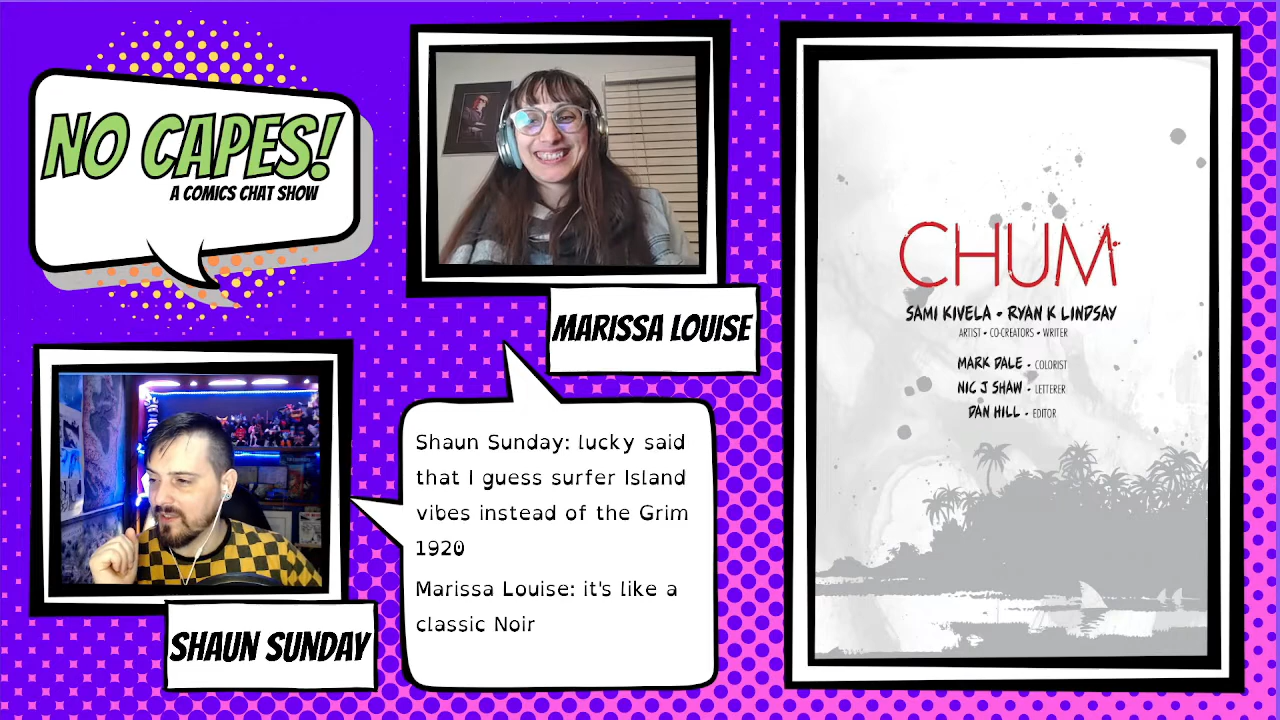 NO CAPES!
A COMICS CHAT SHOW
MARISSA LOUISE
SHAUN SUNDAY
Shaun Sunday: lucky said
that I guess surfer Island
vibes instead of the Grim
1920
Marissa Louise: it's like a
classic Noir
CHUM
SAMI KIVELA • RYAN K LINDSAY
ARTIST • CO-CREATORS • WRITER
MARK DALE • COLORIST
NIC J SHAW • LETTERER
DAN HILL • EDITOR